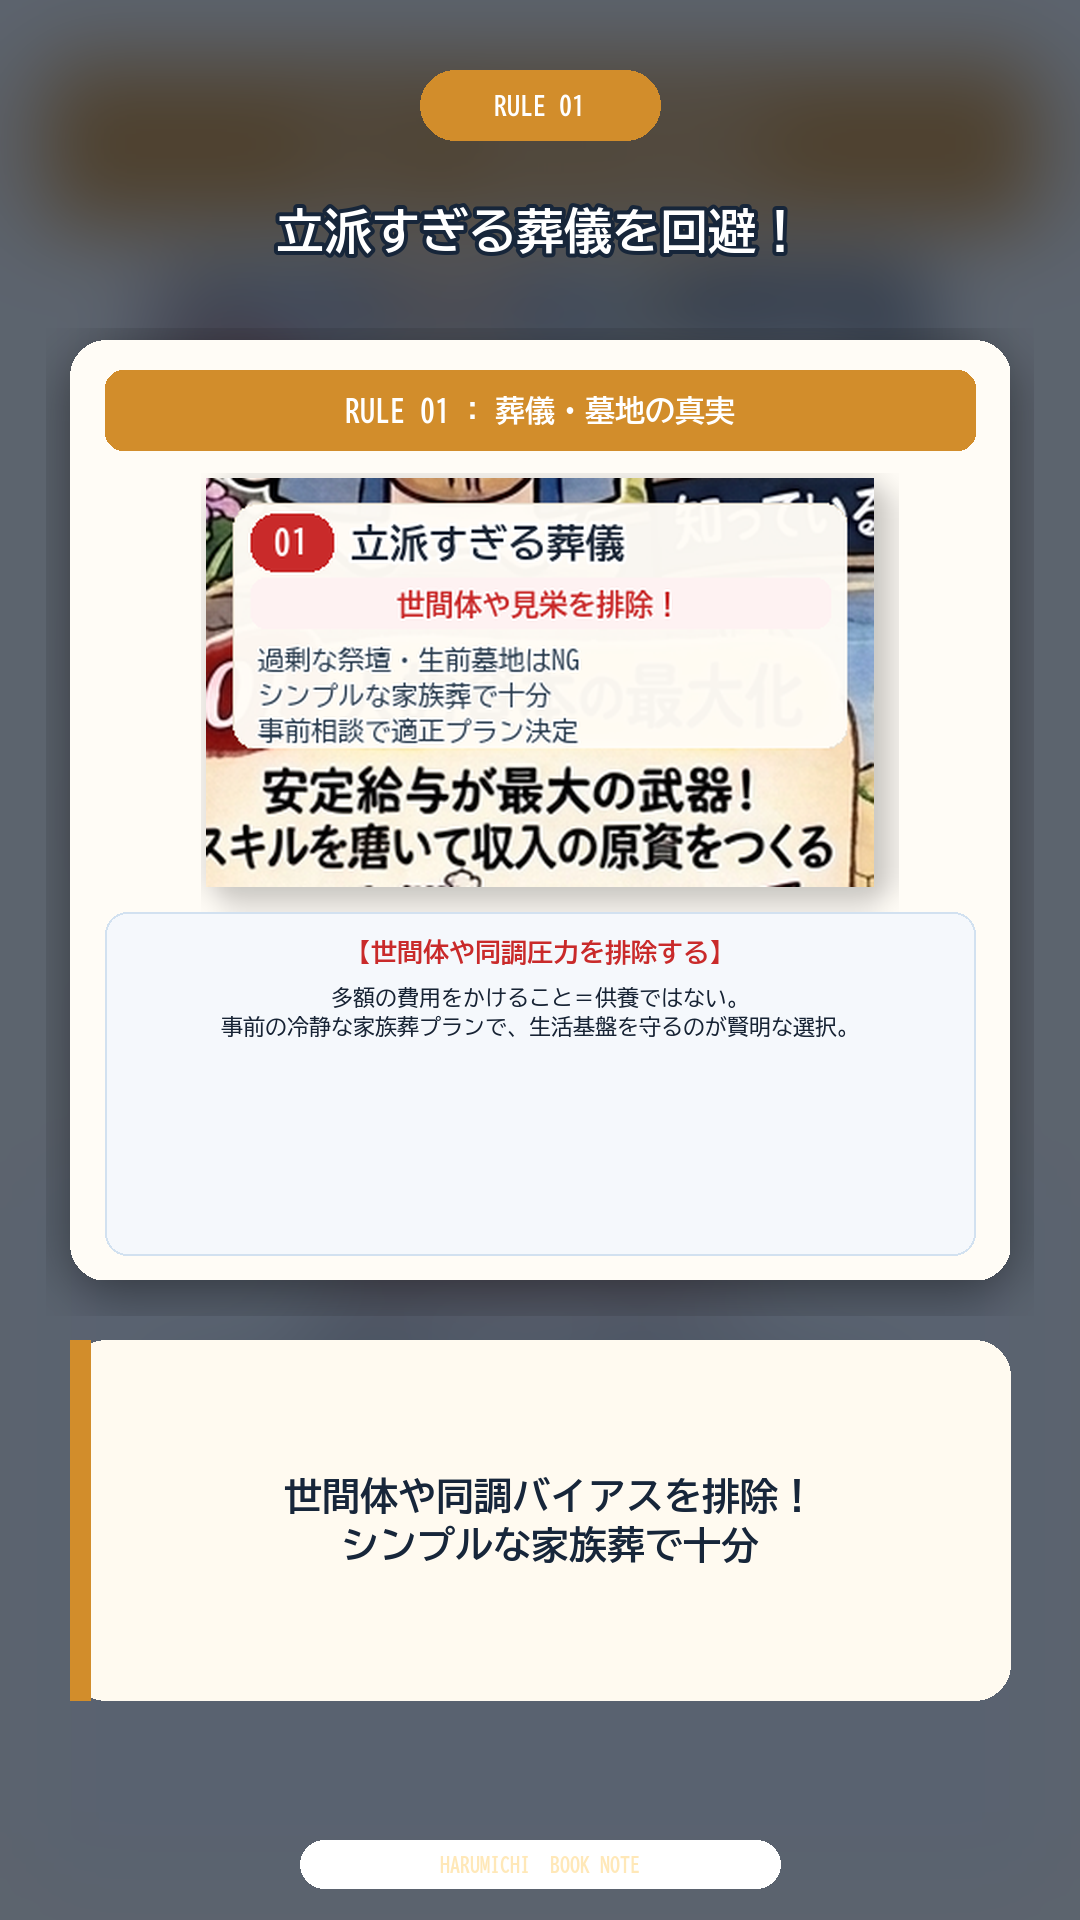 RULE 01
立派すぎる葬儀を回避！
RULE 01 : 葬儀・墓地の真実
知っている
01 立派すぎる葬儀
世間体や見栄を排除！
過剰な祭壇・生前墓地はNG
シンプルな家族葬で十分
の最大化
事前相談で適正プラン決定
安定給与が最大の武器!
スキルを磨いて収入の原資をつくる
【世間体や同調圧力を排除する】
多額の費用をかけること＝供養ではない。
事前の冷静な家族葬プランで、生活基盤を守るのが賢明な選択。
世間体や同調バイアスを排除！
シンプルな家族葬で十分
HARUMICHI BOOK NOTE